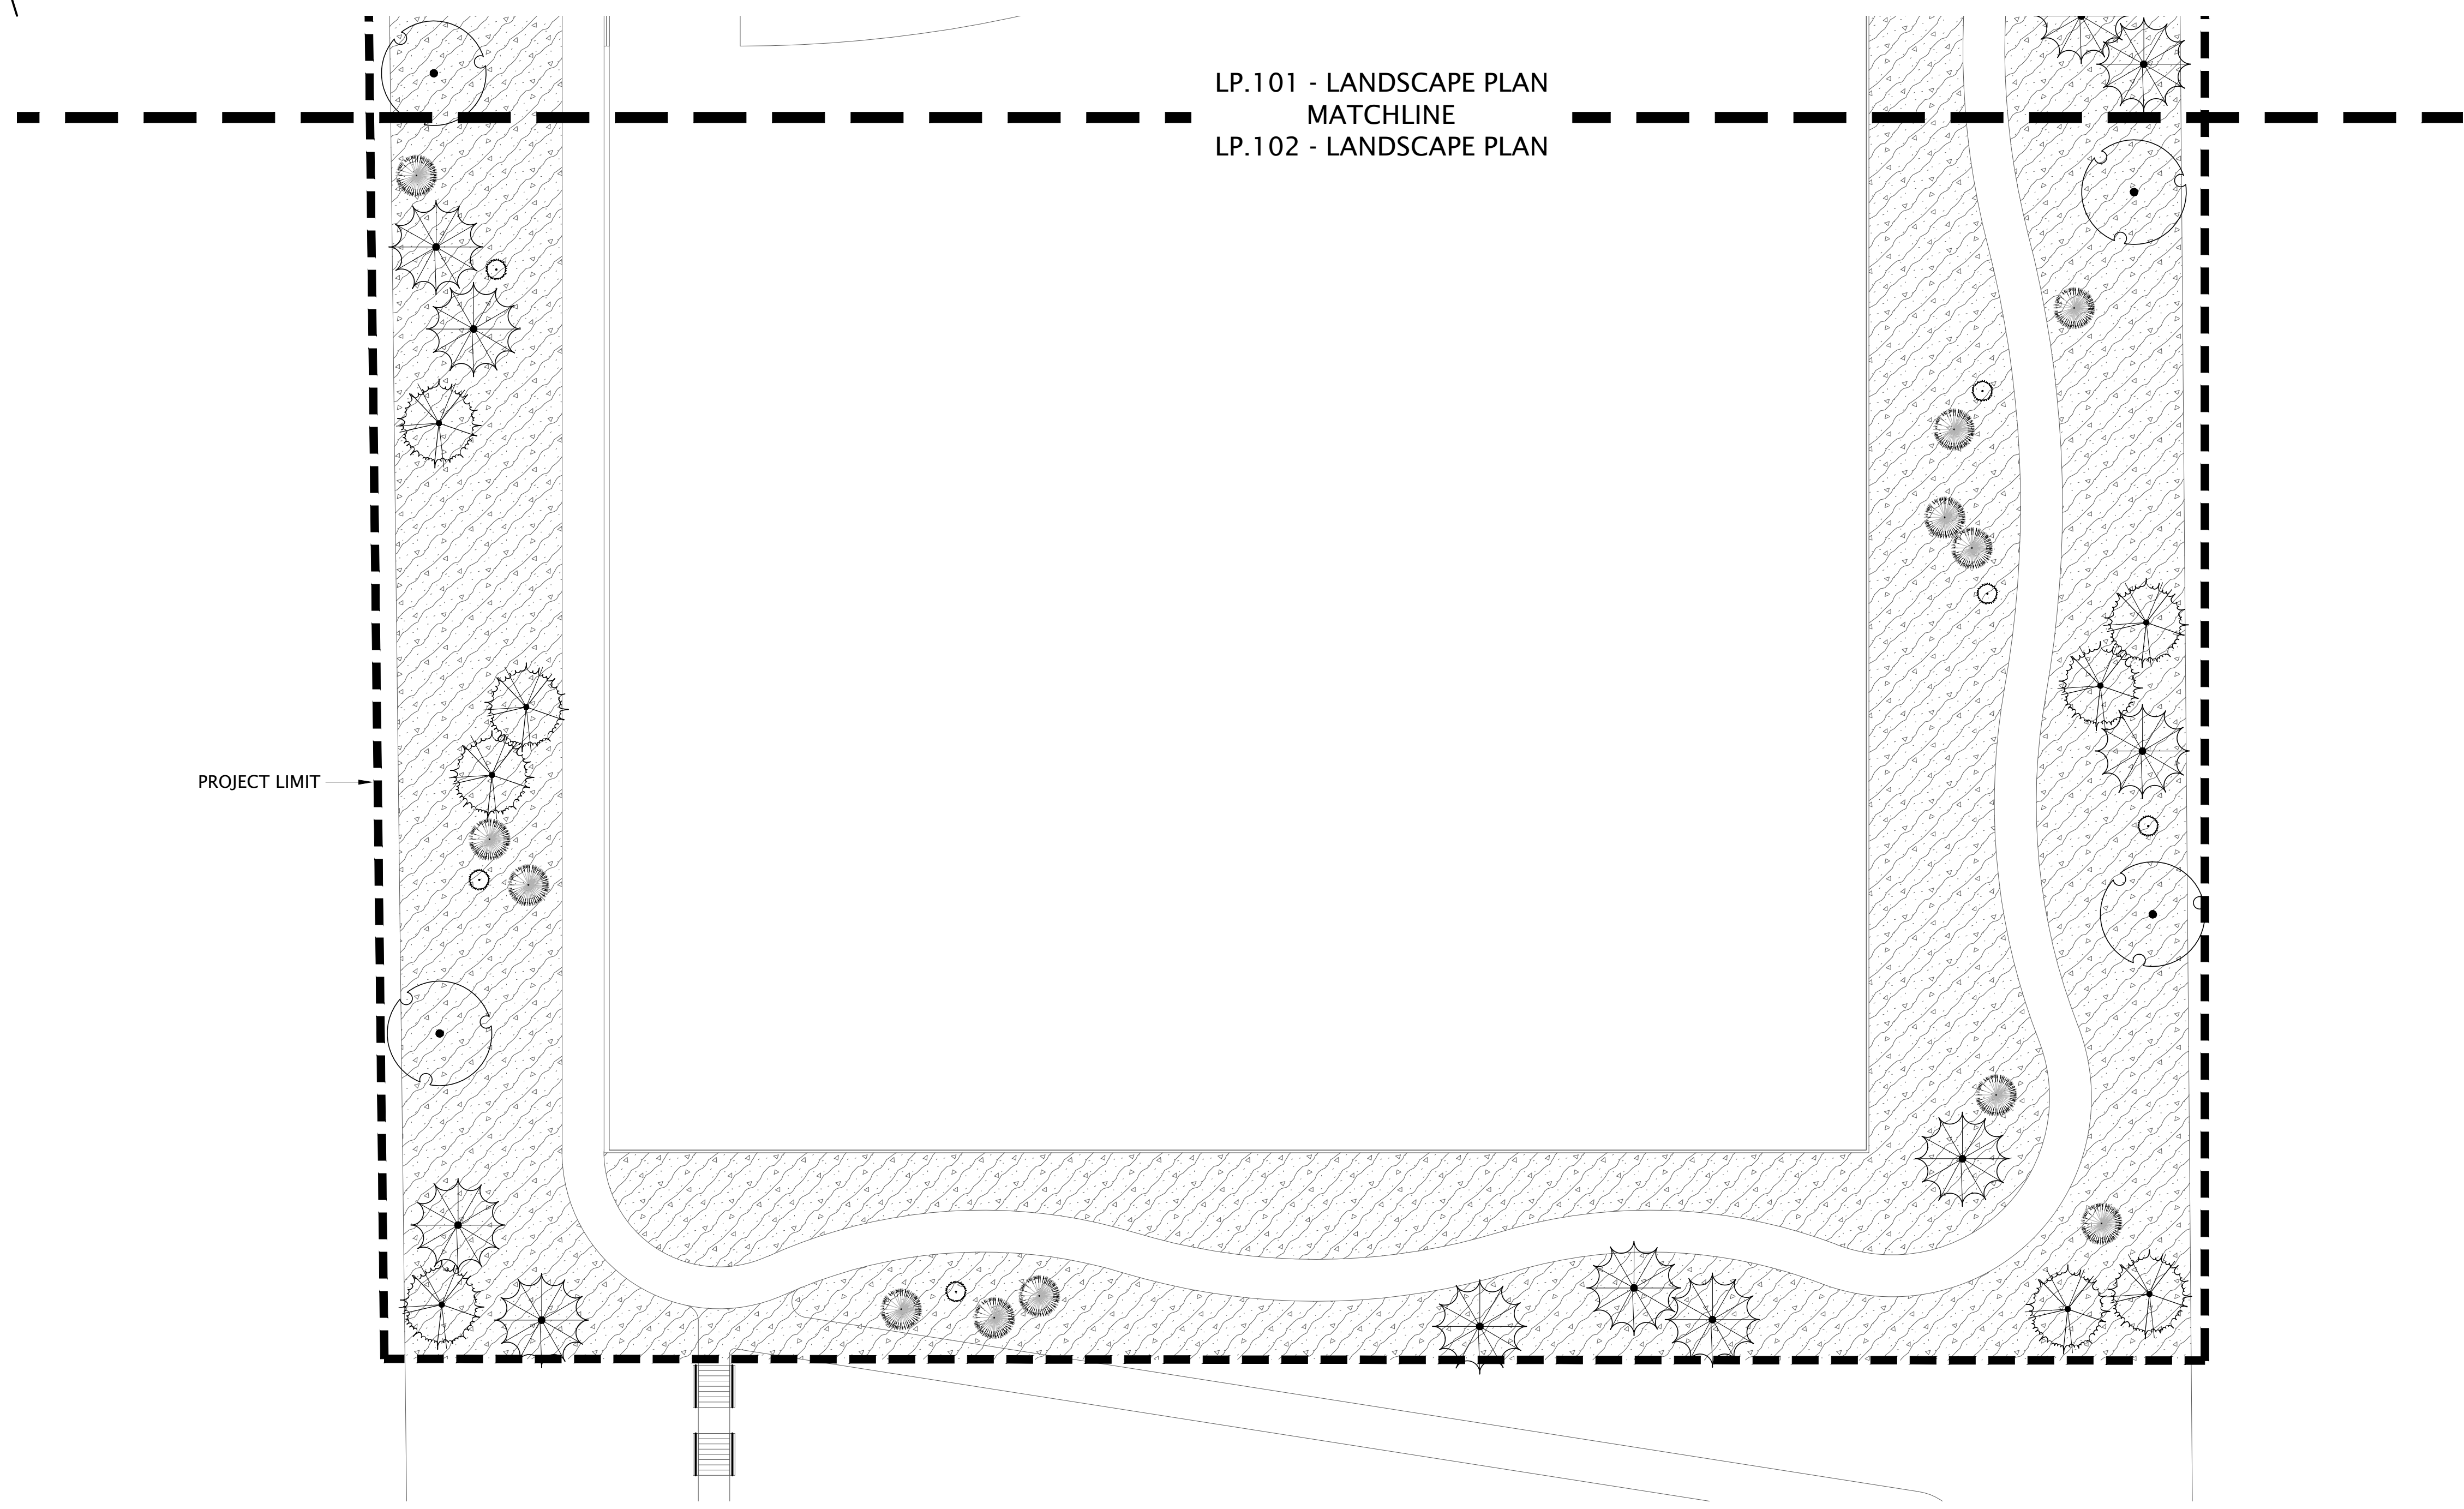 LP.101 - LANDSCAPE PLAN
MATCHLINE
LP.102 - LANDSCAPE PLAN
PROJECT LIMIT